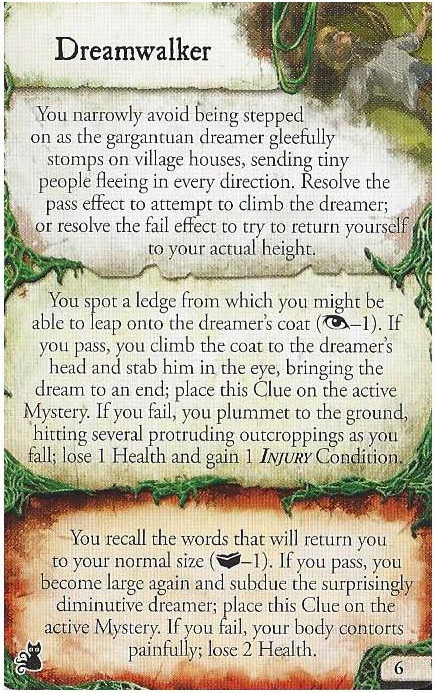 Dreamwalker
You narrowly avoid being stepped
on as the gargantuan dreamer gleefully
stomps on village houses, sending tiny
people fleeing in every direction. Resolve the
pass effect to attempt to climb the dreamer;
or resolve the fail effect to try to return yourself
to your actual height.
You spot a ledge from which you might be
able to leap onto the dreamer's coat (–1). If
you pass, you climb the coat to the dreamer's
head and stab him in the eye, bringing the
dream to an end; place this Clue on the active
Mystery. If you fail, you plummet to the ground,
hitting several protruding outcroppings as you
fall; lose 1 Health and gain 1 INJURY Condition.
You recall the words that will return you
to your normal size (–1). If you pass, you
become large again and subdue the surprisingly
diminutive dreamer; place this Clue on the
active Mystery. If you fail, your body contorts
painfully; lose 2 Health.
6